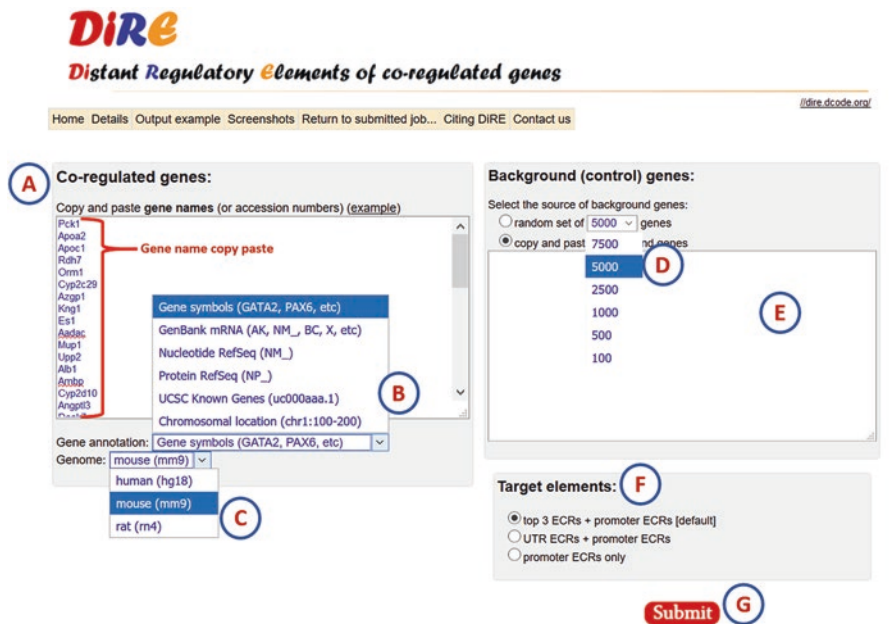 DiRE
Distant Regulatory Elements of co-regulated genes
//dire.dcode.org/
Home Details Output example Screenshots Return to submitted job... Citing DiRE Contact us
A
Co-regulated genes:
Copy and paste gene names (or accession numbers) (example)
Pck1
Apoa2
Apoc1
Rdh7
Orm1
Cyp2c29
Azgp1
Kng1
Es1
Aadac
Mup1
Upp2
Alb1
Ambp
Cyp2d10
Angptl3
Gene name copy paste
Gene symbols (GATA2, PAX6, etc)
GenBank mRNA (AK, NM_, BC, X, etc)
Nucleotide RefSeq (NM_)
Protein RefSeq (NP_)
UCSC Known Genes (uc000aaa.1)
Chromosomal location (chr1:100-200)
B
Gene annotation: Gene symbols (GATA2, PAX6, etc)
Genome: mouse (mm9)
human (hg18)
mouse (mm9)
rat (rn4)
C
Background (control) genes:
Select the source of background genes:
random set of 5000 genes
copy and past nd genes
7500
5000
2500
1000
500
100
D
E
Target elements:
F
top 3 ECRs + promoter ECRs [default]
UTR ECRs + promoter ECRs
promoter ECRs only
Submit
G